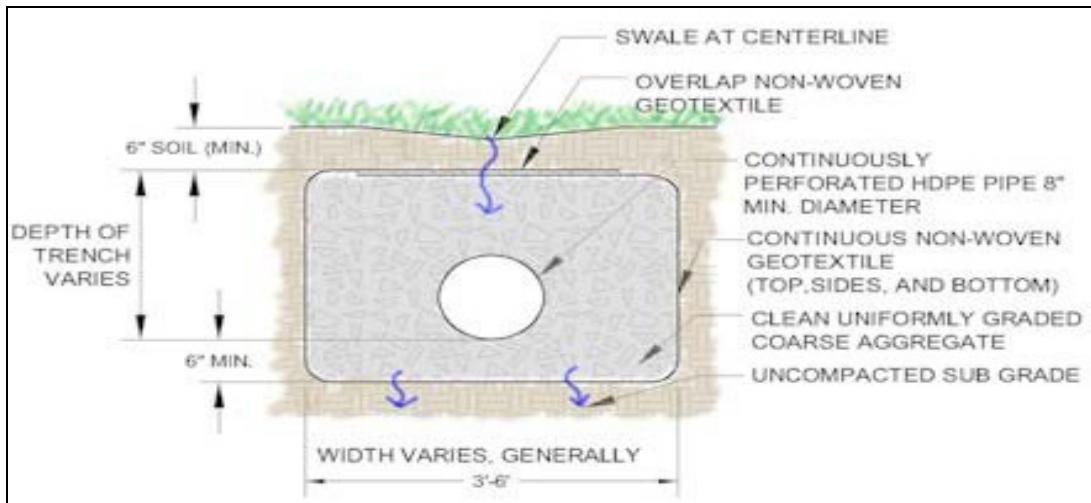 SWALE AT CENTERLINE
OVERLAP NON-WOVEN
GEOTEXTILE
6" SOIL (MIN.)
CONTINUOUSLY
PERFORATED HDPE PIPE 8"
MIN. DIAMETER
DEPTH OF
TRENCH
VARIES
CONTINUOUS NON-WOVEN
GEOTEXTILE
(TOP,SIDES, AND BOTTOM)
CLEAN UNIFORMLY GRADED
COARSE AGGREGATE
6" MIN.
UNCOMPACTED SUB GRADE
WIDTH VARIES, GENERALLY
3'-6'